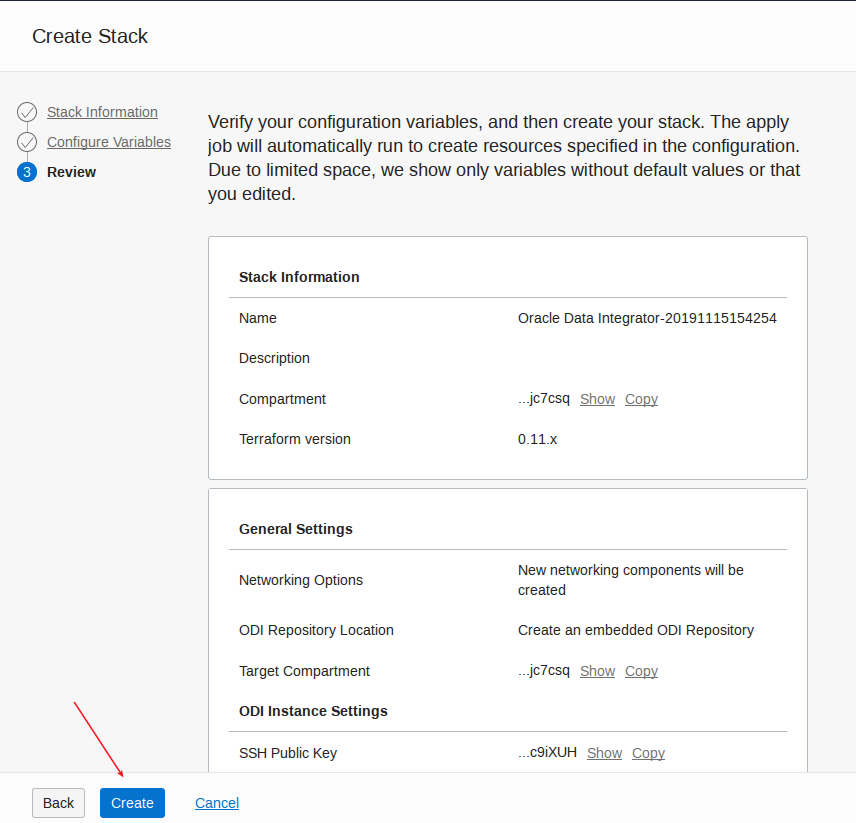 Create Stack
Stack Information
Configure Variables
3 Review
Verify your configuration variables, and then create your stack. The apply
job will automatically run to create resources specified in the configuration.
Due to limited space, we show only variables without default values or that
you edited.
Stack Information
Name Oracle Data Integrator-20191115154254
Description
Compartment ...jc7csq Show Copy
Terraform version 0.11.x
General Settings
Networking Options New networking components will be
created
ODI Repository Location Create an embedded ODI Repository
Target Compartment ...jc7csq Show Copy
ODI Instance Settings
SSH Public Key ...c9iXUH Show Copy
Back Create Cancel